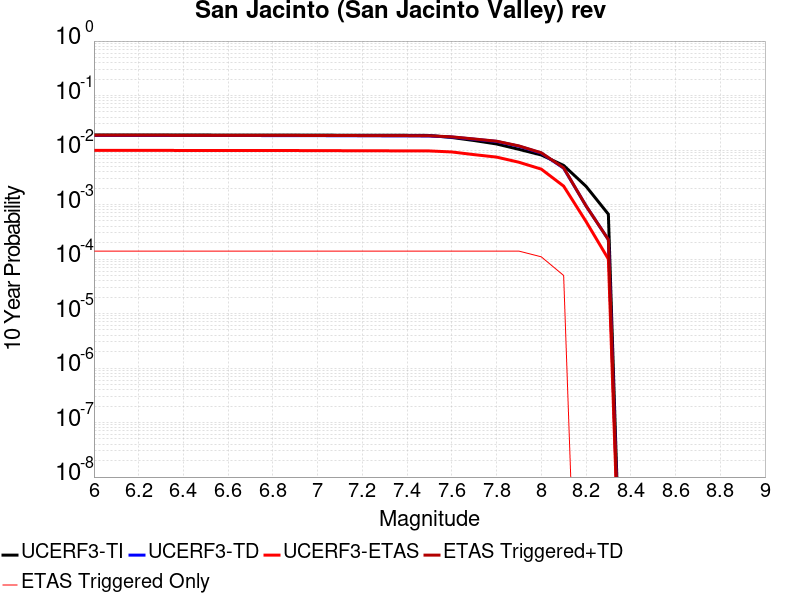 San Jacinto (San Jacinto Valley) rev
10^0
10^-1
10^-2
10^-3
10^-4
10^-5
10^-6
10^-7
10^-8
10 Year Probability
6 6.2 6.4 6.6 6.8 7 7.2 7.4 7.6 7.8 8 8.2 8.4 8.6 8.8 9
Magnitude
UCERF3-TI UCERF3-TD UCERF3-ETAS ETAS Triggered+TD
ETAS Triggered Only